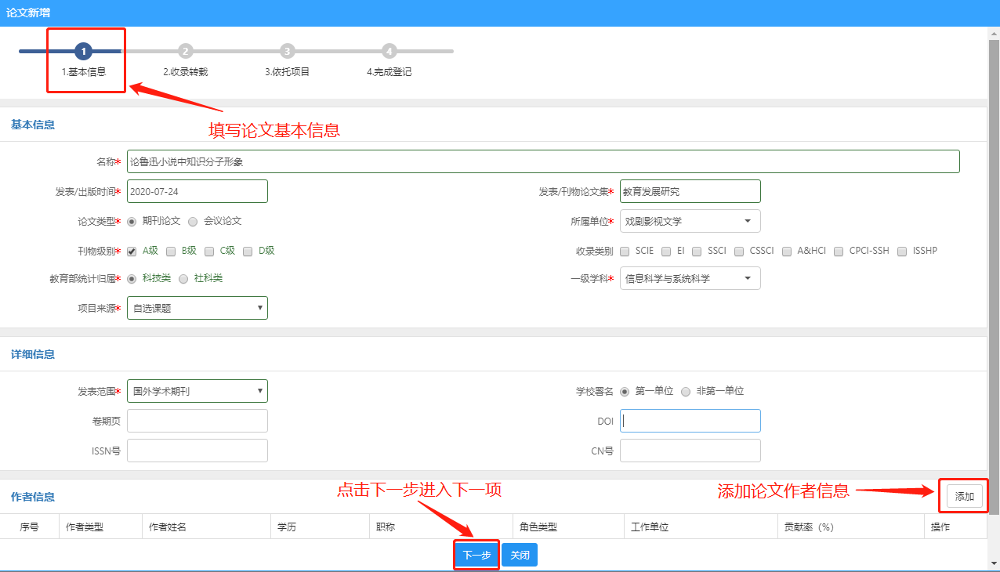 论文新增
1 2 3 4
1.基本信息 2.收录转载 3.依托项目 4.完成登记
填写论文基本信息
基本信息
名称* 论鲁迅小说中知识分子形象
发表/出版时间* 2020-07-24 发表/刊物论文集* 教育发展研究
论文类型* 期刊论文 会议论文 所属单位* 戏剧影视文学
刊物级别* A级 B级 C级 D级 收录类别 SCIE EI SSCI CSSCI A&HCI CPCI-SSH ISSHP
教育部统计归属* 科技类 社科类 一级学科* 信息科学与系统科学
项目来源* 自选课题
详细信息
发表范围* 国外学术期刊 学校署名 第一单位 非第一单位
卷期页 DOI
ISSN号 CN号
点击下一步进入下一项 添加论文作者信息
作者信息 添加
序号 作者类型 作者姓名 学历 职称 角色类型 工作单位 贡献率（%） 操作
下一步 关闭